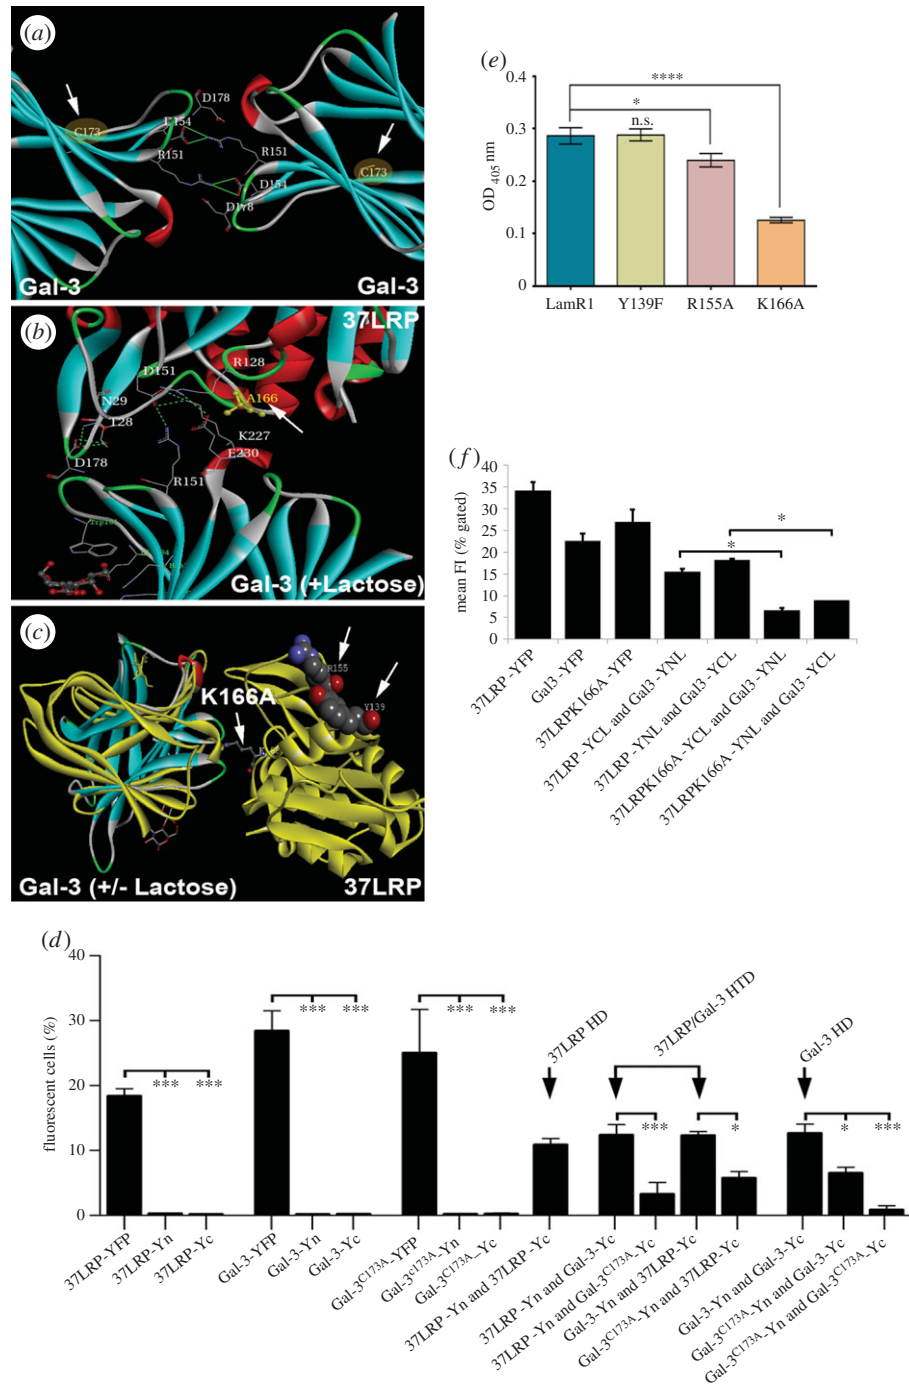 (a)
D178
C173
D154
R151
R151
C173
D154
D178
Gal-3
Gal-3
(b)
37LRP
D151
R128
N29
A166
T28
K227
D178
E230
R151
Gal-3 (+Lactose)
(c)
R155
K166A
Y139
Gal-3 (+/- Lactose)
37LRP
(e)
****
*
n.s.
OD 405 nm
0.4
0.3
0.2
0.1
0
LamR1 Y139F R155A K166A
(f)
mean FI (% gated)
40
35
30
25
20
15
10
5
0
*
*
37LRP-YFP
Gal3-YFP
37LRPK166A-YFP
37LRP-YCL and Gal3-YNL
37LRP-YNL and Gal3-YCL
37LRPK166A-YCL and Gal3-YNL
37LRPK166A-YNL and Gal3-YCL
(d)
fluorescent cells (%)
40
30
20
10
0
*** ***
*** ***
*** ***
37LRP HD
37LRP/Gal-3 HTD
Gal-3 HD
***
*
* ***
37LRP-YFP
37LRP-Yn
37LRP-Yc
Gal-3-YFP
Gal-3-Yn
Gal-3-Yc
Gal-3C173A-YFP
Gal-3C173A-Yn
Gal-3C173A-Yc
37LRP-Yn and 37LRP-Yc
37LRP-Yn and Gal-3-Yc
37LRP-Yn and Gal-3C173A-Yc
Gal-3-Yn and 37LRP-Yc
Gal-3C173A-Yn and 37LRP-Yc
Gal-3-Yn and Gal-3-Yc
Gal-3C173A-Yn and Gal-3-Yc
Gal-3C173A-Yn and Gal-3C173A-Yc